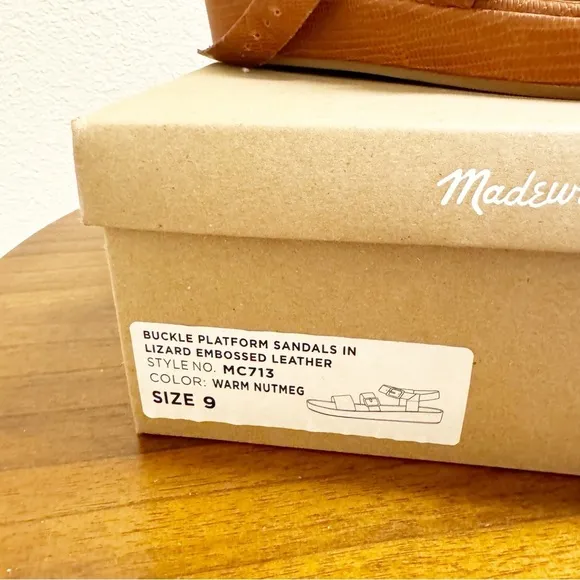 Madew
BUCKLE PLATFORM SANDALS IN
LIZARD EMBOSSED LEATHER
STYLE NO. MC713
COLOR: WARM NUTMEG
SIZE 9